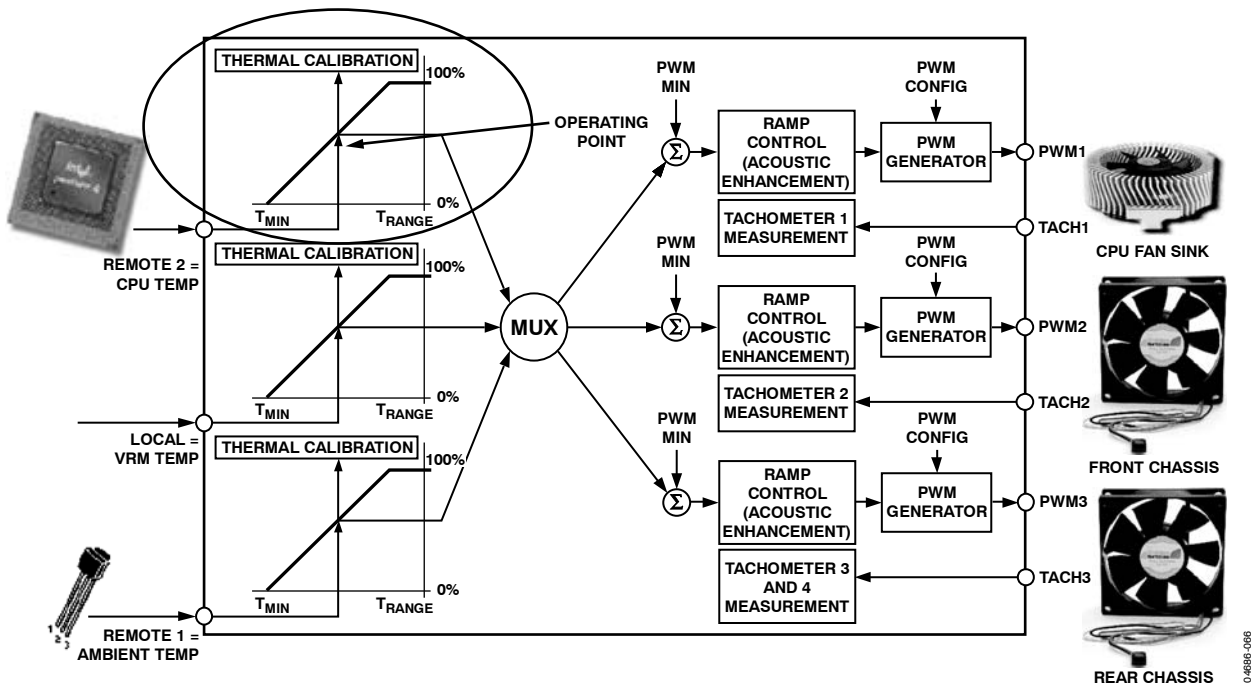 THERMAL CALIBRATION
100%
0%
TMIN
TRANGE
OPERATING
POINT
REMOTE 2 =
CPU TEMP
THERMAL CALIBRATION
100%
0%
TMIN
TRANGE
LOCAL =
VRM TEMP
THERMAL CALIBRATION
100%
0%
TMIN
TRANGE
1
2
3
REMOTE 1 =
AMBIENT TEMP
MUX
PWM
MIN
Σ
RAMP
CONTROL
(ACOUSTIC
ENHANCEMENT)
PWM
CONFIG
PWM
GENERATOR
PWM1
TACHOMETER 1
MEASUREMENT
TACH1
CPU FAN SINK
PWM
MIN
Σ
RAMP
CONTROL
(ACOUSTIC
ENHANCEMENT)
PWM
CONFIG
PWM
GENERATOR
PWM2
TACHOMETER 2
MEASUREMENT
TACH2
FRONT CHASSIS
PWM
MIN
Σ
RAMP
CONTROL
(ACOUSTIC
ENHANCEMENT)
PWM
CONFIG
PWM
GENERATOR
PWM3
TACHOMETER 3
AND 4
MEASUREMENT
TACH3
REAR CHASSIS
04686-066